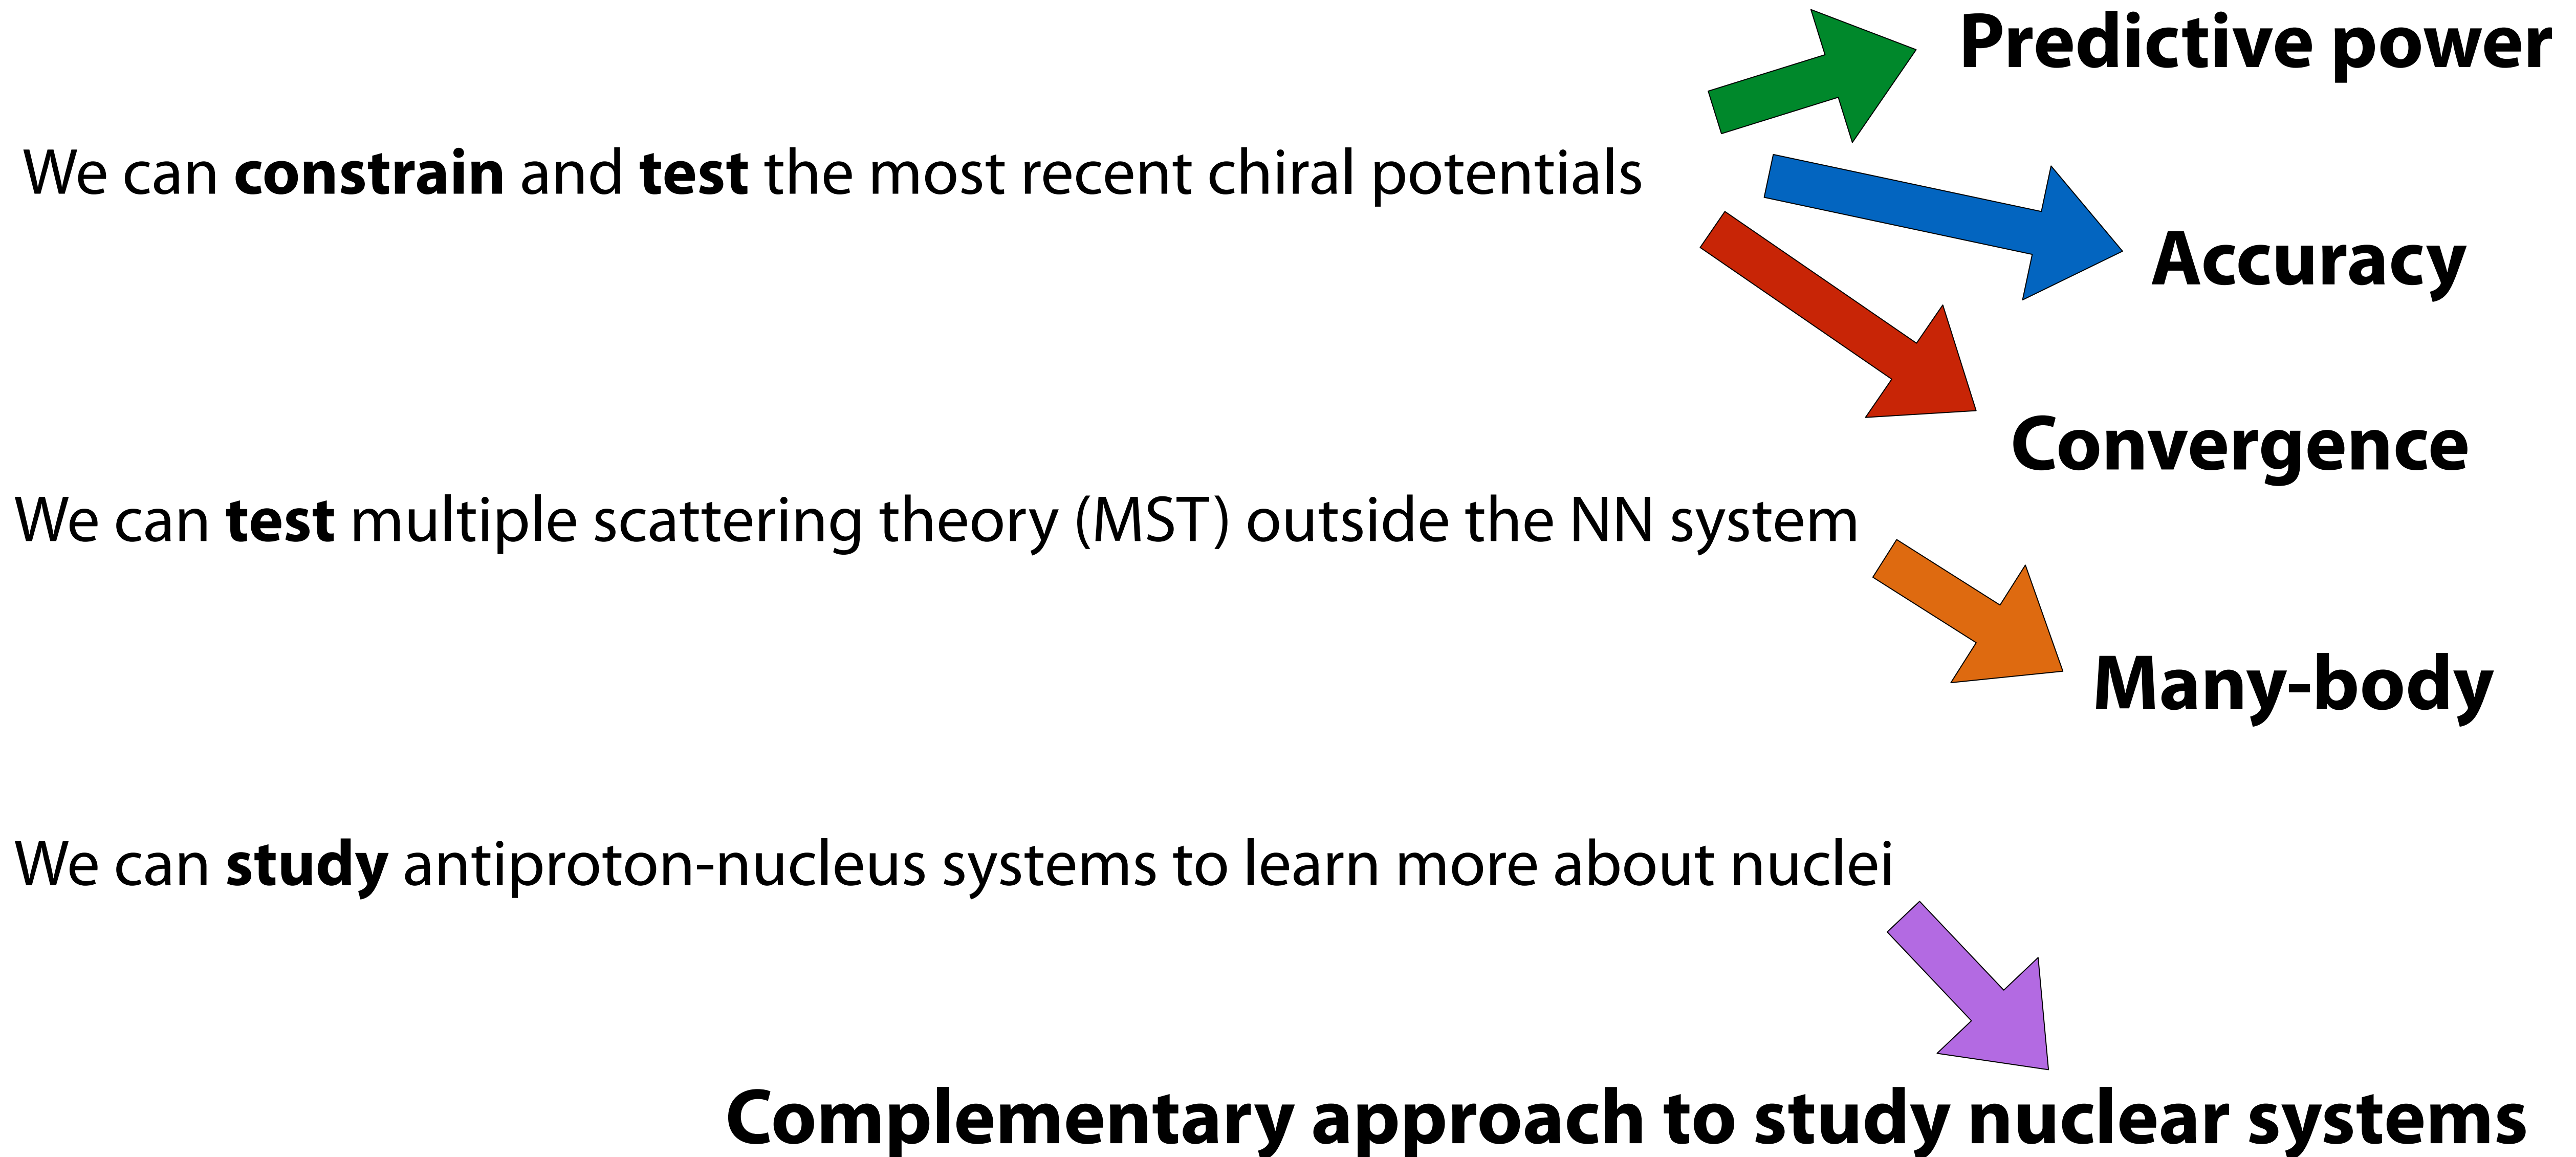 Predictive power
We can constrain and test the most recent chiral potentials
Accuracy
Convergence
We can test multiple scattering theory (MST) outside the NN system
Many-body
We can study antiproton-nucleus systems to learn more about nuclei
Complementary approach to study nuclear systems